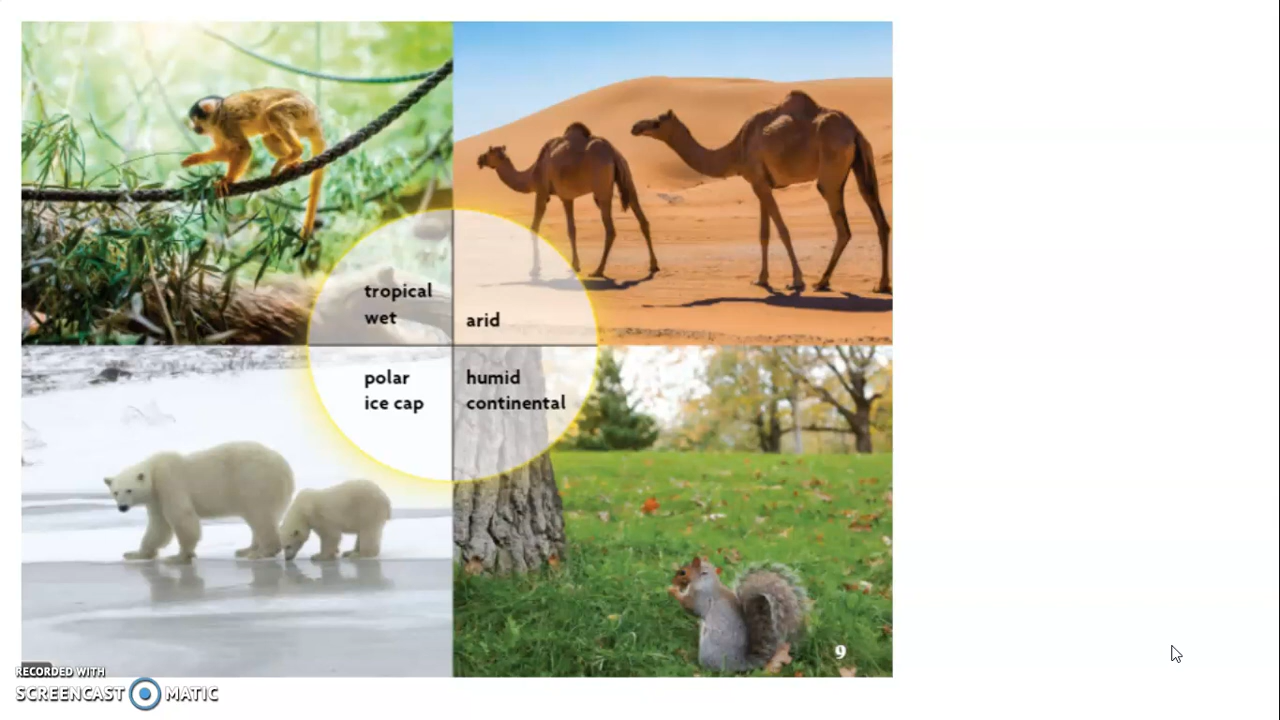 tropical
wet
arid
polar
ice cap
humid
continental
9
RECORDED WITH
SCREENCAST MATIC